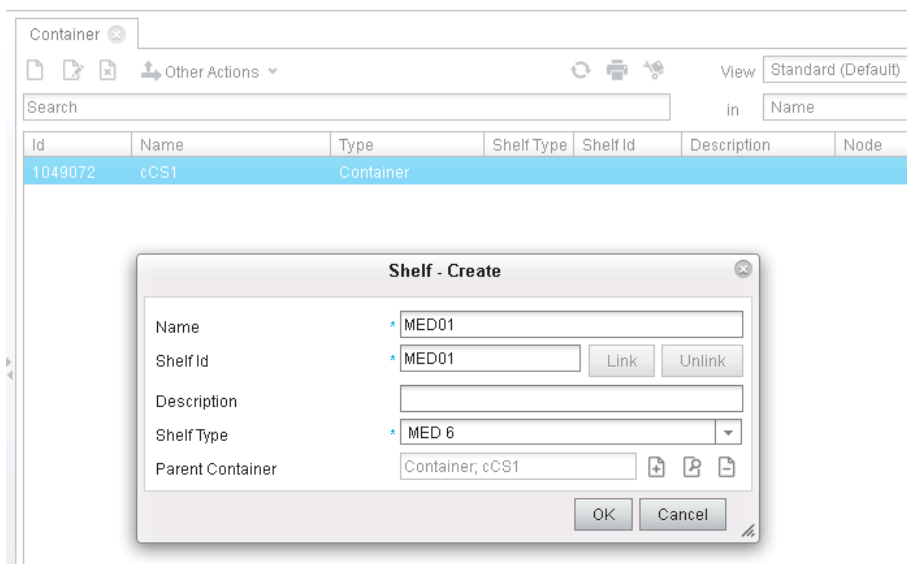 Container
Other Actions View Standard (Default)
Search in Name
Id Name Type Shelf Type Shelf Id Description Node
1049072 cCS1 Container
Shelf - Create
Name * MED01
Shelf Id * MED01 Link Unlink
Description
Shelf Type * MED 6
Parent Container Container; cCS1
OK Cancel